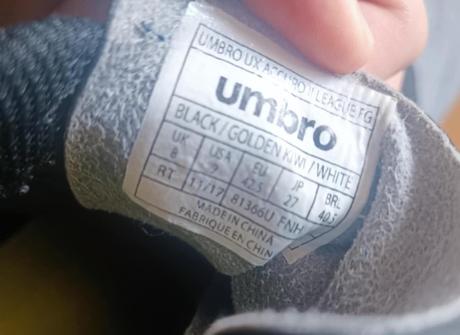 UMBRO UX ACCURO II LEAGUE FG
umbro
BLACK / GOLDEN KIWI / WHITE
UK USA EU JP BRL
8 9 42.5 27 40.5
RT 11/17 81366U FNH
MADE IN CHINA
FABRIQUE EN CHIN